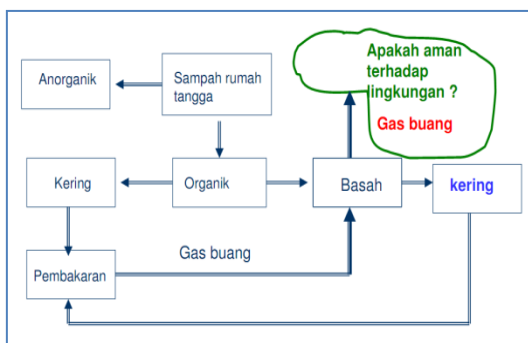 Apakah aman
terhadap
lingkungan ?
Gas buang
Anorganik
Sampah rumah
tangga
Kering
Organik
Basah
kering
Gas buang
Pembakaran